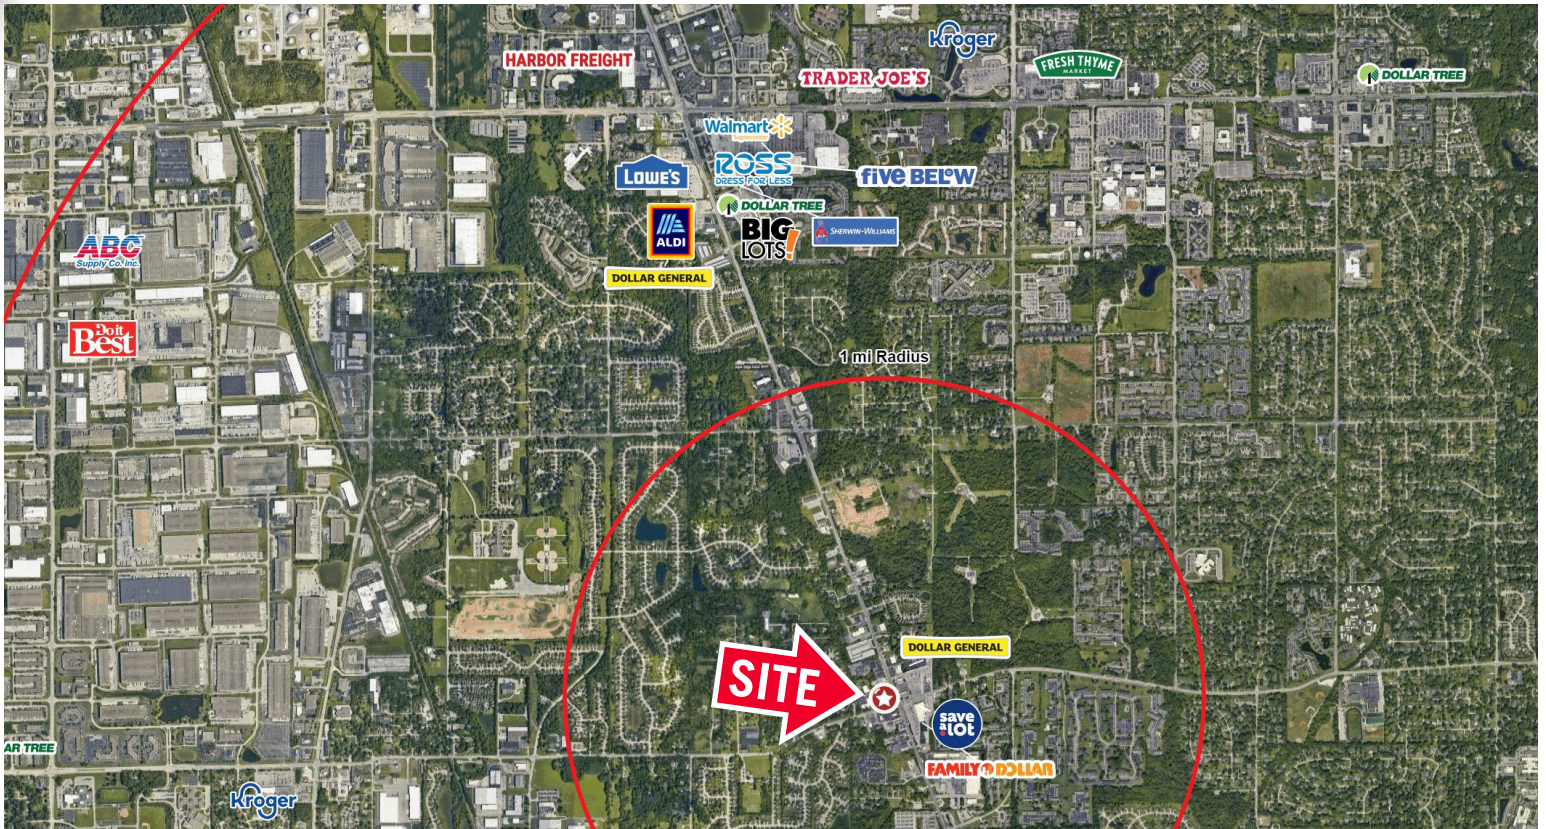 Kroger
HARBOR FREIGHT
FRESH THYME
MARKET
TRADER JOE'S
DOLLAR TREE
Walmart
Supercenter
LOWE'S
ROSS
DRESS FOR LESS
five BELOW
DOLLAR TREE
ALDI
BIG
LOTS!
SHERWIN-WILLIAMS
ABC
Supply Co. Inc.
DOLLAR GENERAL
Do it
Best
1 mi Radius
DOLLAR GENERAL
SITE
save
a
LOT
AR TREE
FAMILY DOLLAR
Kroger